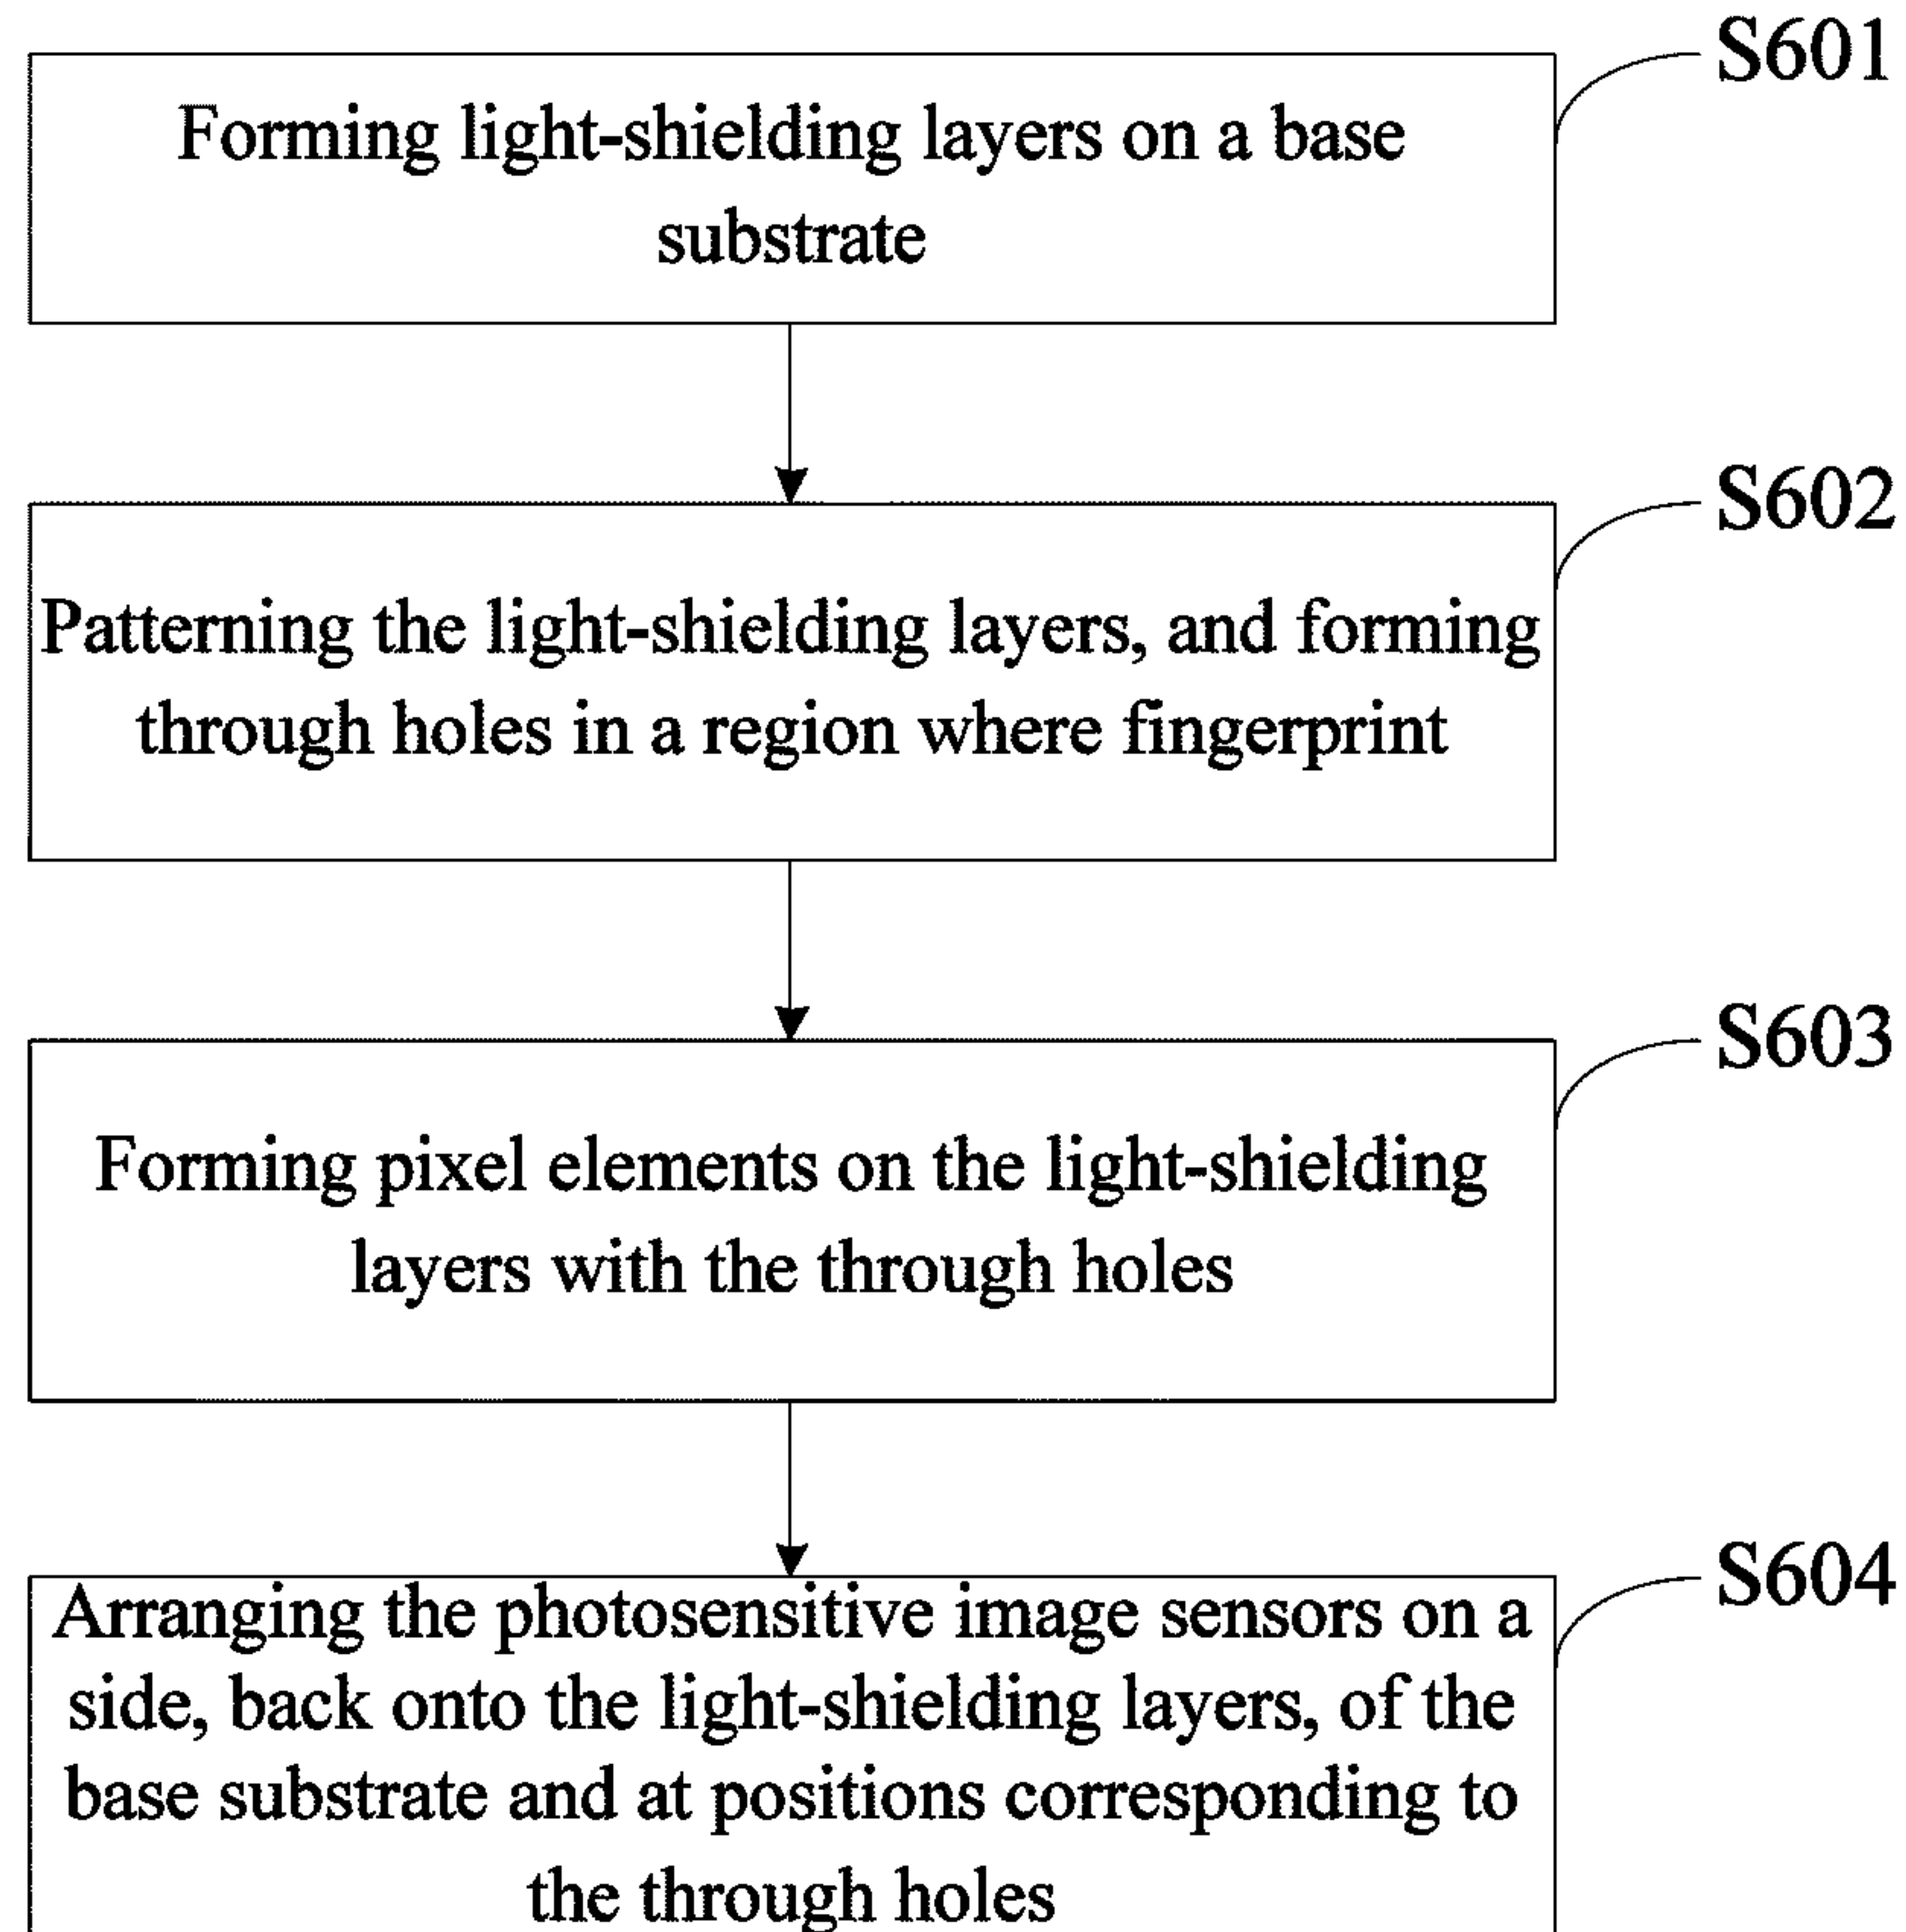 S601
Forming light-shielding layers on a base
substrate
S602
Patterning the light-shielding layers, and forming
through holes in a region where fingerprint
S603
Forming pixel elements on the light-shielding
layers with the through holes
S604
Arranging the photosensitive image sensors on a
side, back onto the light-shielding layers, of the
base substrate and at positions corresponding to
the through holes